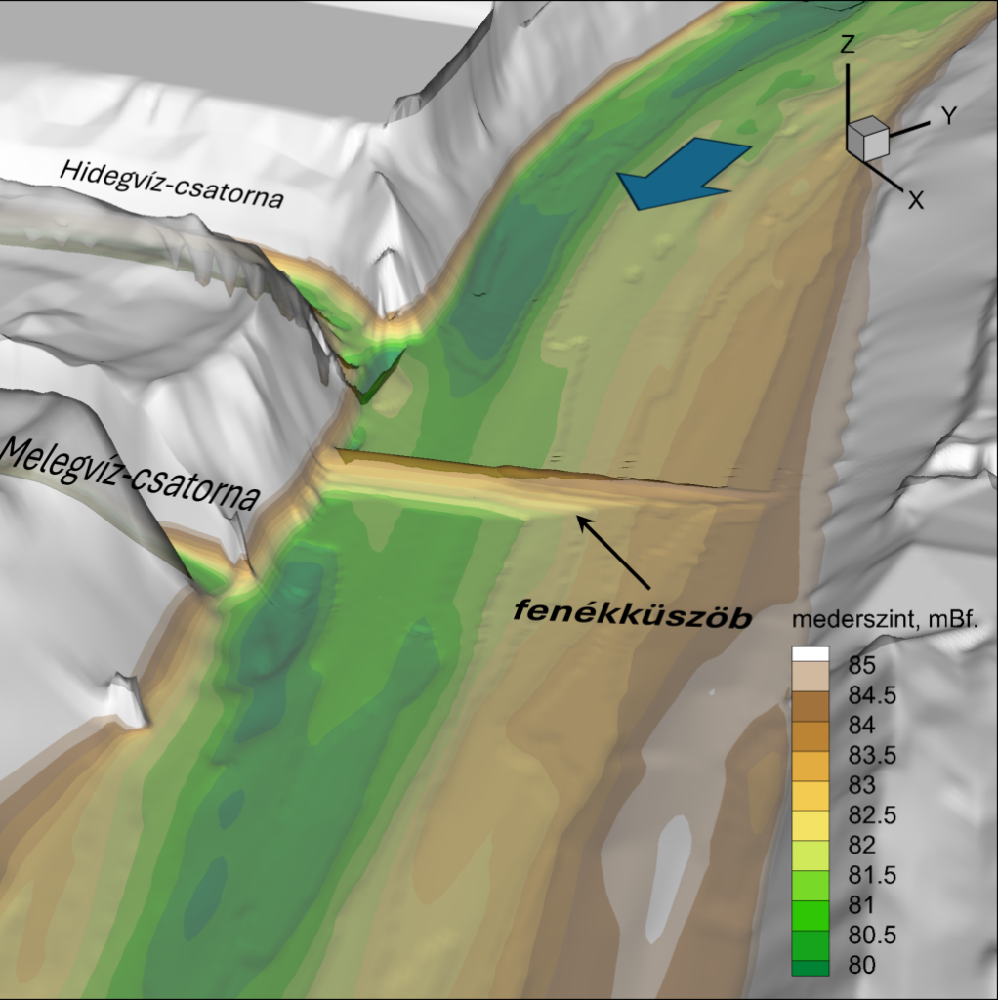 Z
Y
X
Hidegvíz-csatorna
Melegvíz-csatorna
fenékküszöb
mederszint, mBf.
85
84.5
84
83.5
83
82.5
82
81.5
81
80.5
80